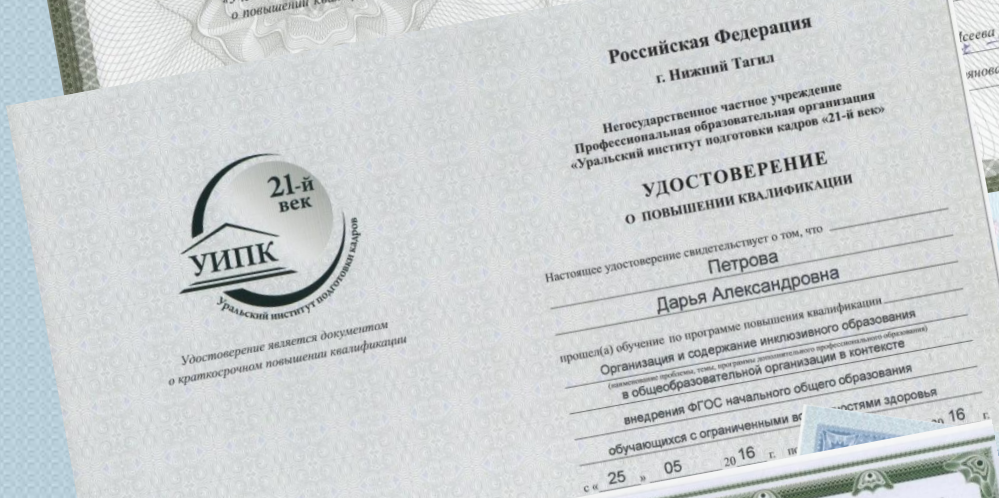 о повышении
21-й
век
УИПК
Уральский институт подготовки кадров
Удостоверение является документом
о краткосрочном повышении квалификации
Российская Федерация
г. Нижний Тагил
Негосударственное частное учреждение
Профессиональная образовательная организация
«Уральский институт подготовки кадров «21-й век»
УДОСТОВЕРЕНИЕ
О ПОВЫШЕНИИ КВАЛИФИКАЦИИ
Настоящее удостоверение свидетельствует о том, что
Петрова
Дарья Александровна
прошел(а) обучение по программе повышения квалификации
Организация и содержание инклюзивного образования
(наименование проблемы, темы, программы дополнительного профессионального образования)
в общеобразовательной организации в контексте
внедрения ФГОС начального общего образования
обучающихся с ограниченными здоровья
с « 25 » 05 20 16 г. 16 г.